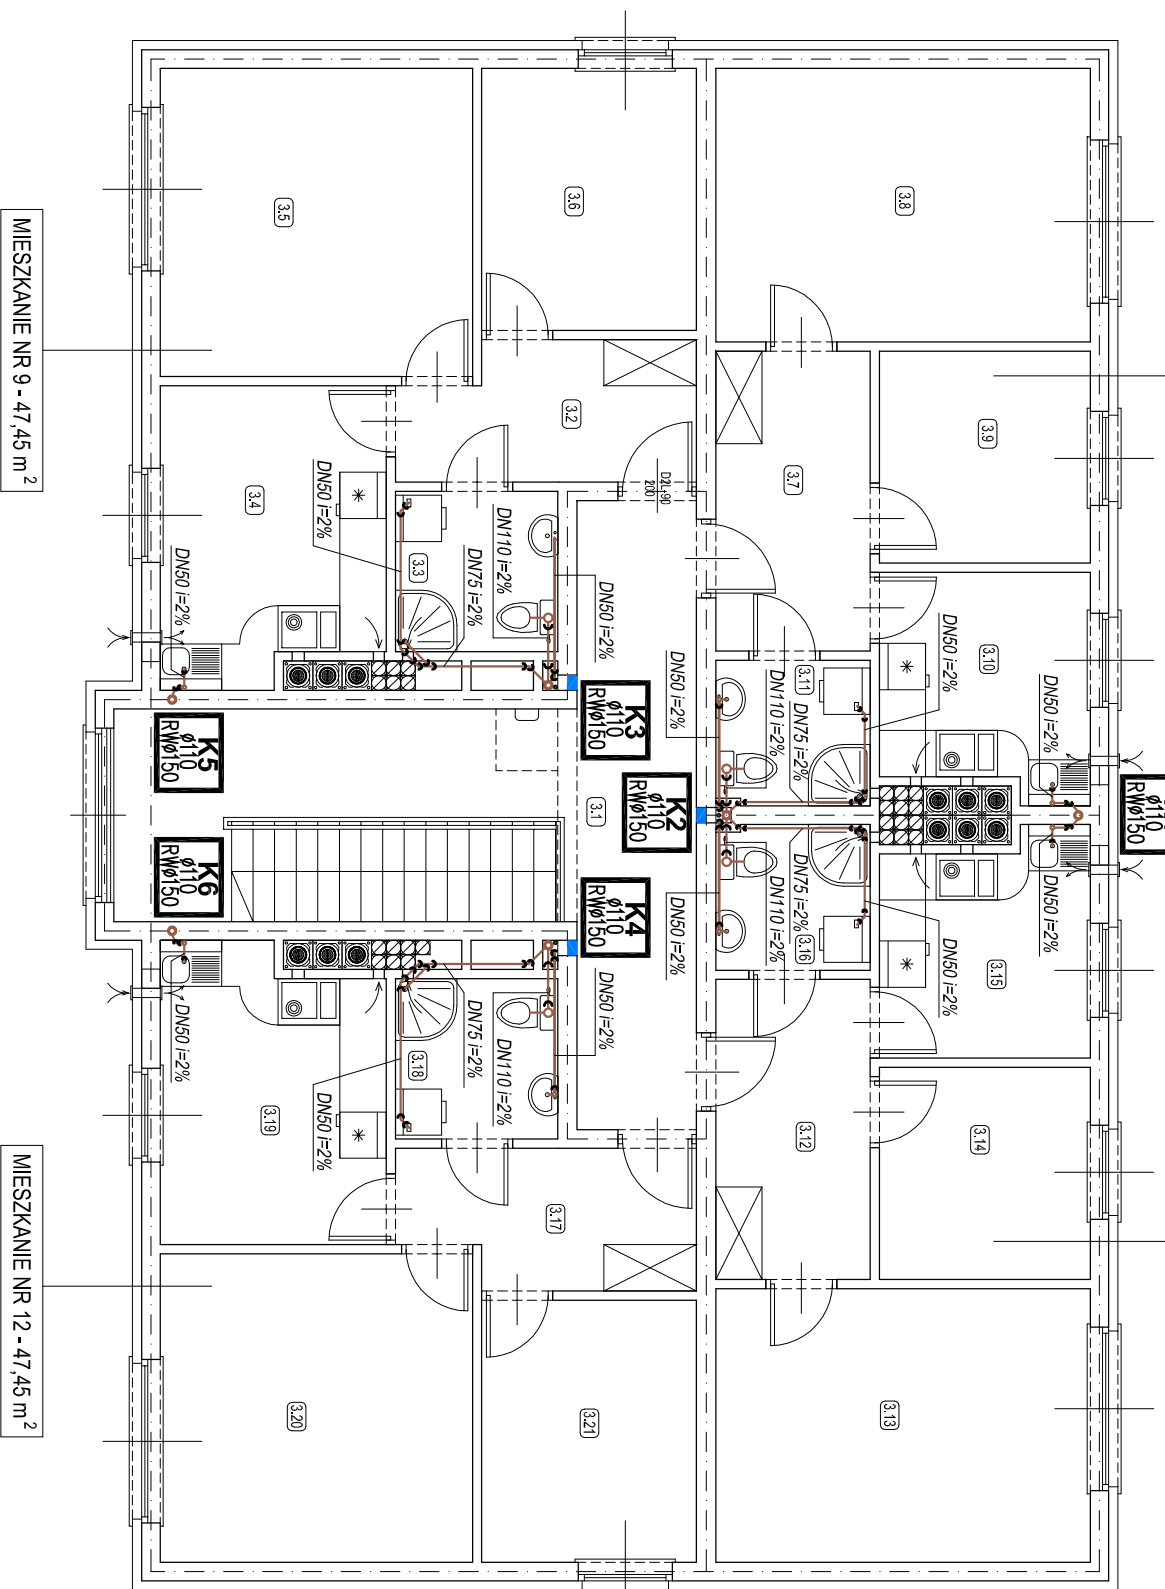 MIESZKANIE NR 9 - 47,45 m²
MIESZKANIE NR 12 - 47,45 m²
3.5
3.6
3.8
3.9
3.2
3.7
3.4
3.3
3.10
3.11
D2L-90
200
DN50 i=2%
DN50 i=2%
DN110 i=2%
DN75 i=2%
DN50 i=2%
DN50 i=2%
DN110 i=2%
DN75 i=2%
DN50 i=2%
DN50 i=2%
K5
ø110
RWø150
K3
ø110
RWø150
K2
ø110
RWø150
ø110
RWø150
3.1
K6
ø110
RWø150
K4
ø110
RWø150
DN50 i=2%
DN50 i=2%
DN75 i=2%
DN110 i=2%
DN50 i=2%
DN50 i=2%
DN75 i=2%
DN110 i=2%
DN50 i=2%
DN50 i=2%
3.16
3.15
3.18
3.19
3.12
3.14
3.17
3.20
3.21
3.13